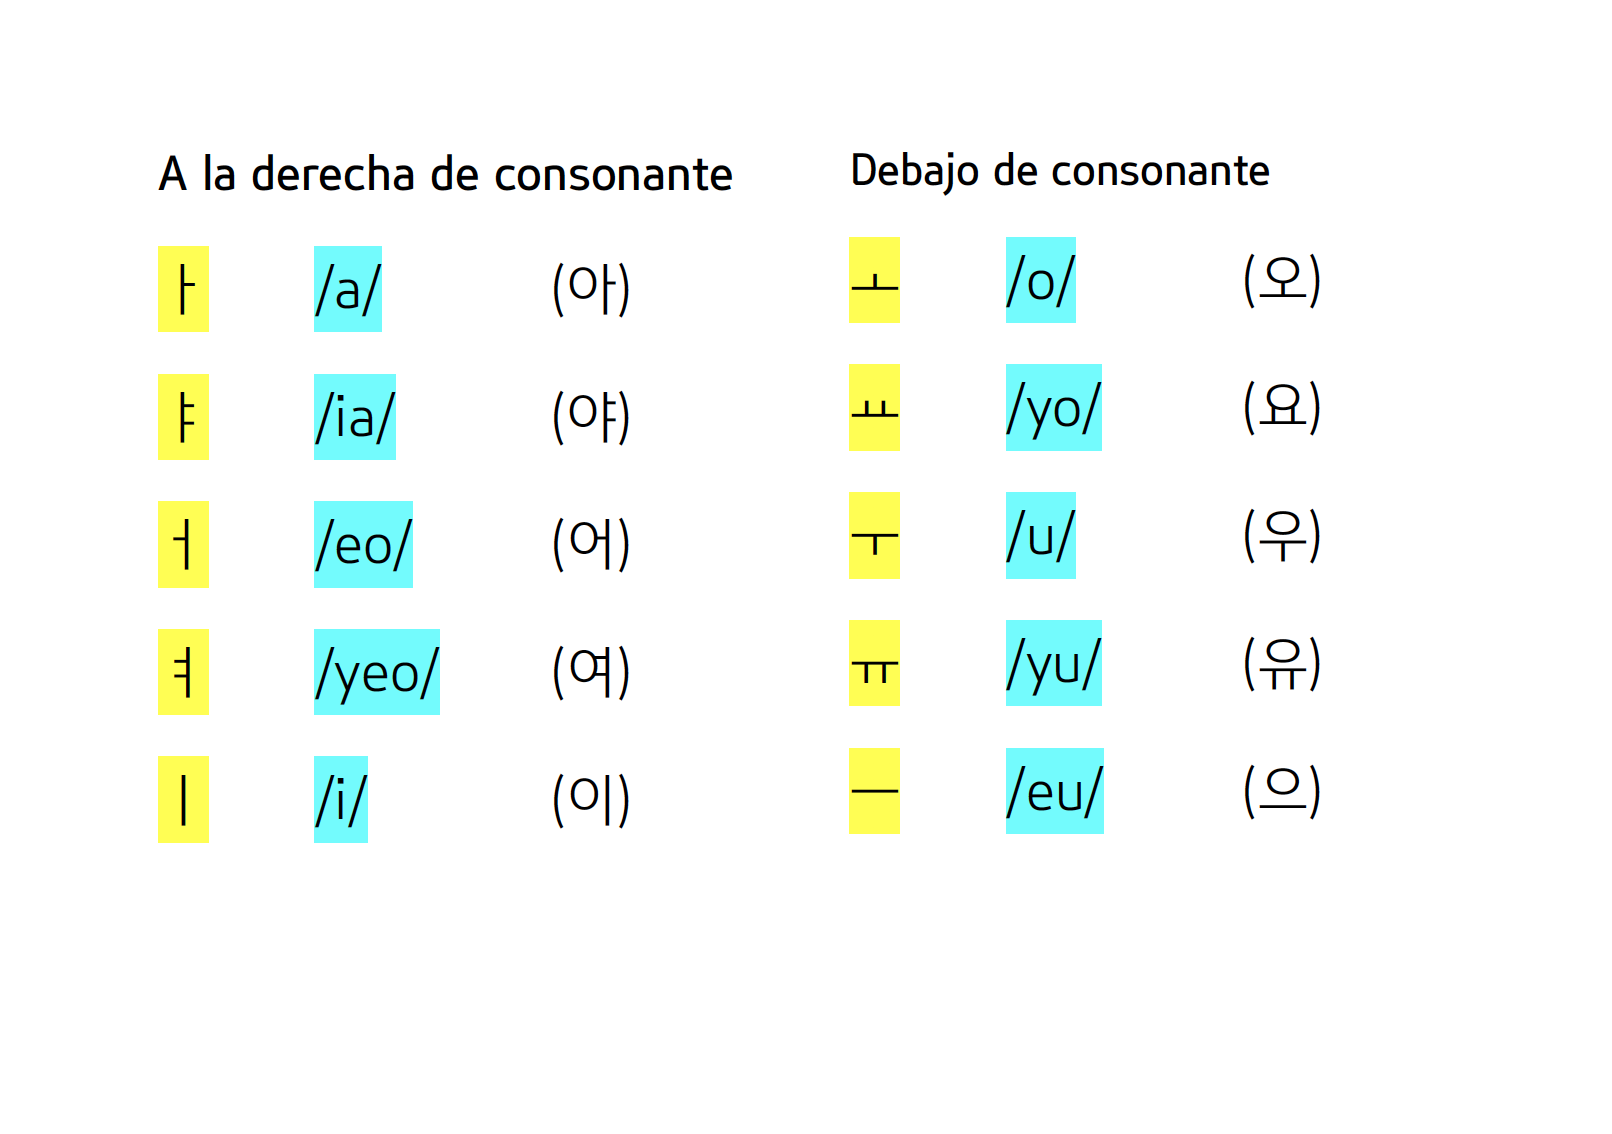 A la derecha de consonante
ㅏ /a/ (아)
ㅑ /ia/ (야)
ㅓ /eo/ (어)
ㅕ /yeo/ (여)
ㅣ /i/ (이)
Debajo de consonante
ㅗ /o/ (오)
ㅛ /yo/ (요)
ㅜ /u/ (우)
ㅠ /yu/ (유)
ㅡ /eu/ (으)